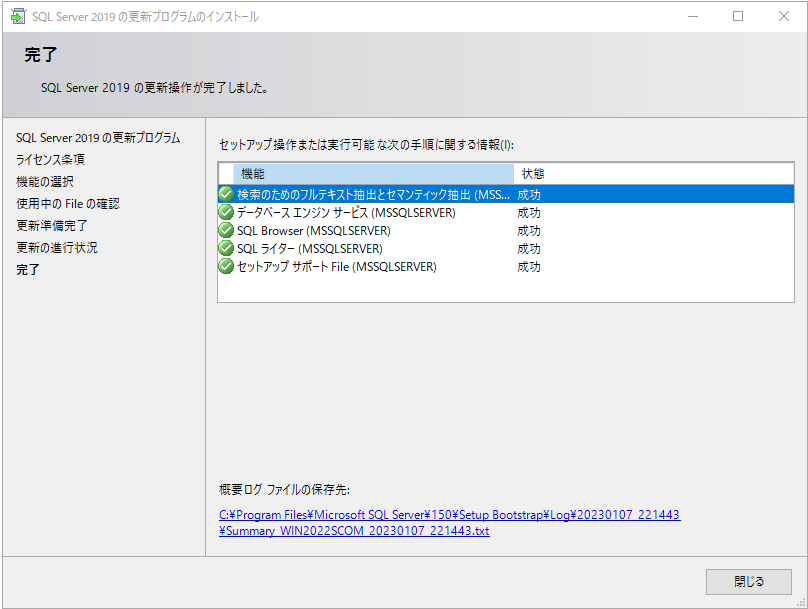 SQL Server 2019 の更新プログラムのインストール
完了
SQL Server 2019 の更新操作が完了しました。
SQL Server 2019 の更新プログラム
ライセンス条項
機能の選択
使用中の File の確認
更新準備完了
更新の進行状況
完了
セットアップ操作または実行可能な次の手順に関する情報(I):
機能 状態
検索のためのフルテキスト抽出とセマンティック抽出 (MSS... 成功
データベース エンジン サービス (MSSQLSERVER) 成功
SQL Browser (MSSQLSERVER) 成功
SQL ライター (MSSQLSERVER) 成功
セットアップ サポート File (MSSQLSERVER) 成功
概要ログ ファイルの保存先:
C:¥Program Files¥Microsoft SQL Server¥150¥Setup Bootstrap¥Log¥20230107_221443
¥Summary_WIN2022SCOM_20230107_221443.txt
閉じる